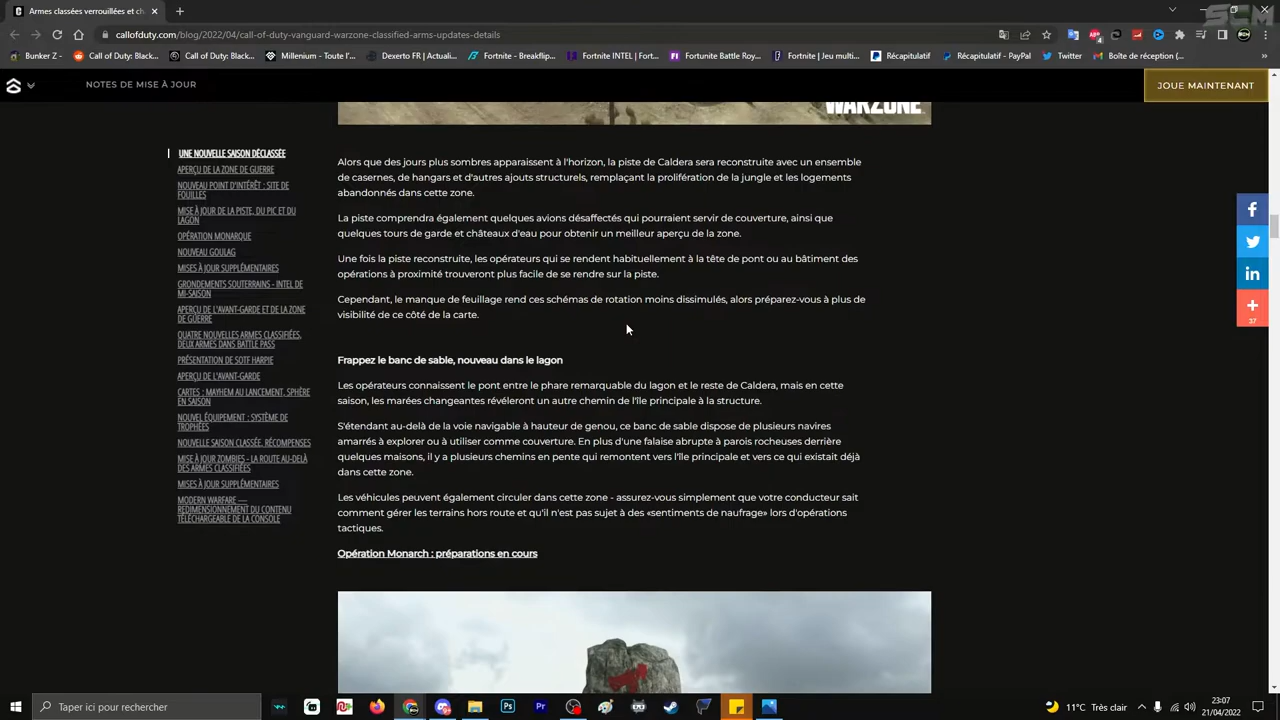 Armes classées verrouillées et ch
SCM
callofduty.com/blog/2022/04/call-of-duty-vanguard-warzone-classified-arms-updates-details
Bunker Z -
Call of Duty: Black...
Call of Duty: Black...
Millenium - Toute l'...
Dexerto FR | Actuali...
Fortnite - Breakflip...
Fortnite INTEL | Fort...
Fortunite Battle Roy...
Fortnite | Jeu multi...
Récapitulatif
Récapitulatif - PayPal
Twitter
Boîte de réception (...
NOTES DE MISE À JOUR
JOUE MAINTENANT
WARZONE
UNE NOUVELLE SAISON DÉCLASSÉE
APERÇU DE LA ZONE DE GUERRE
NOUVEAU POINT D'INTÉRÊT : SITE DE
FOUILLES
MISE À JOUR DE LA PISTE, DU PIC ET DU
LAGON
OPÉRATION MONARQUE
NOUVEAU GOULAG
MISES À JOUR SUPPLÉMENTAIRES
GRONDEMENTS SOUTERRAINS - INTEL DE
MI-SAISON
APERÇU DE L'AVANT-GARDE ET DE LA ZONE
DE GUERRE
QUATRE NOUVELLES ARMES CLASSIFIÉES,
DEUX ARMES DANS BATTLE PASS
PRÉSENTATION DE SOTF HARPIE
APERÇU DE L'AVANT-GARDE
CARTES : MAYHEM AU LANCEMENT, SPHÈRE
EN SAISON
NOUVEL ÉQUIPEMENT : SYSTÈME DE
TROPHÉES
NOUVELLE SAISON CLASSÉE, RÉCOMPENSES
MISE À JOUR ZOMBIES - LA ROUTE AU-DELÀ
DES ARMES CLASSIFIÉES
MISES À JOUR SUPPLÉMENTAIRES
MODERN WARFARE —
REDIMENSIONNEMENT DU CONTENU
TÉLÉCHARGEABLE DE LA CONSOLE
Alors que des jours plus sombres apparaissent à l'horizon, la piste de Caldera sera reconstruite avec un ensemble
de casernes, de hangars et d'autres ajouts structurels, remplaçant la prolifération de la jungle et les logements
abandonnés dans cette zone.
La piste comprendra également quelques avions désaffectés qui pourraient servir de couverture, ainsi que
quelques tours de garde et châteaux d'eau pour obtenir un meilleur aperçu de la zone.
Une fois la piste reconstruite, les opérateurs qui se rendent habituellement à la tête de pont ou au bâtiment des
opérations à proximité trouveront plus facile de se rendre sur la piste.
Cependant, le manque de feuillage rend ces schémas de rotation moins dissimulés, alors préparez-vous à plus de
visibilité de ce côté de la carte.
Frappez le banc de sable, nouveau dans le lagon
Les opérateurs connaissent le pont entre le phare remarquable du lagon et le reste de Caldera, mais en cette
saison, les marées changeantes révéleront un autre chemin de l'île principale à la structure.
S'étendant au-delà de la voie navigable à hauteur de genou, ce banc de sable dispose de plusieurs navires
amarrés à explorer ou à utiliser comme couverture. En plus d'une falaise abrupte à parois rocheuses derrière
quelques maisons, il y a plusieurs chemins en pente qui remontent vers l'île principale et vers ce qui existait déjà
dans cette zone.
Les véhicules peuvent également circuler dans cette zone - assurez-vous simplement que votre conducteur sait
comment gérer les terrains hors route et qu'il n'est pas sujet à des «sentiments de naufrage» lors d'opérations
tactiques.
Opération Monarch : préparations en cours
37
Taper ici pour rechercher
11°C Très clair
23:07
21/04/2022